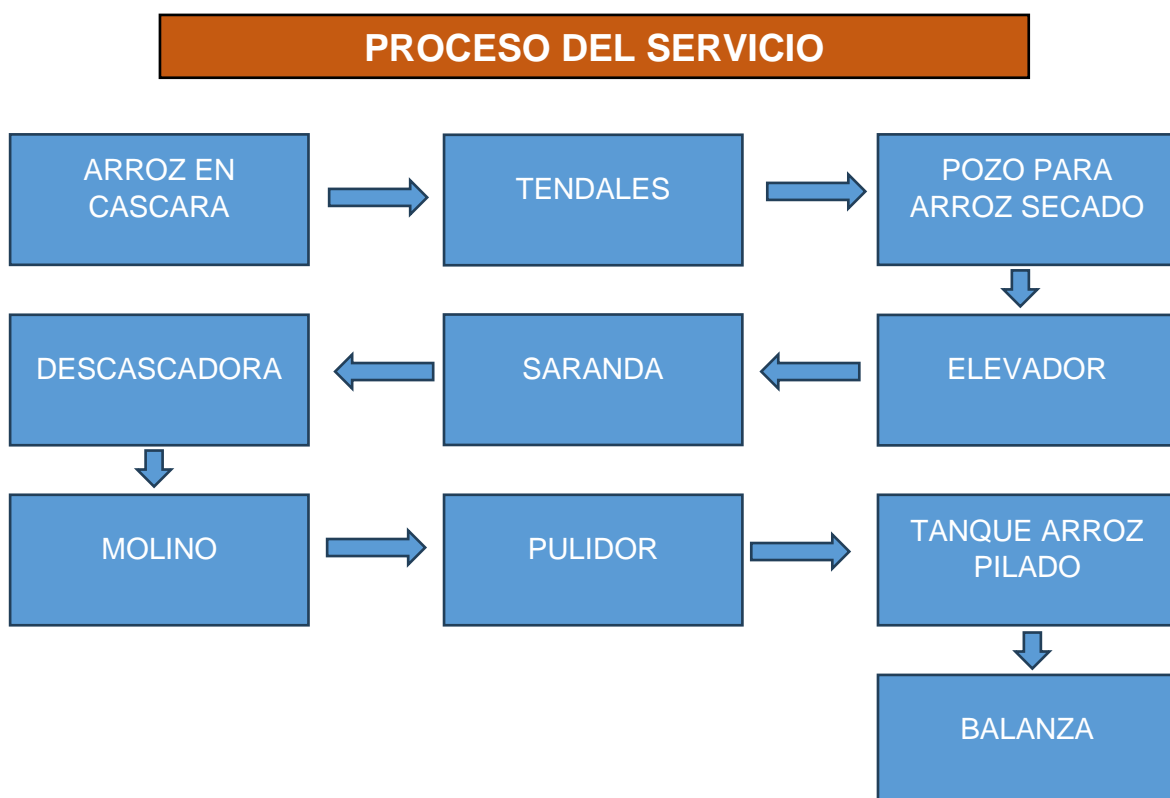 PROCESO DEL SERVICIO
ARROZ EN
CASCARA
TENDALES
POZO PARA
ARROZ SECADO
ELEVADOR
SARANDA
DESCASCADORA
MOLINO
PULIDOR
TANQUE ARROZ
PILADO
BALANZA